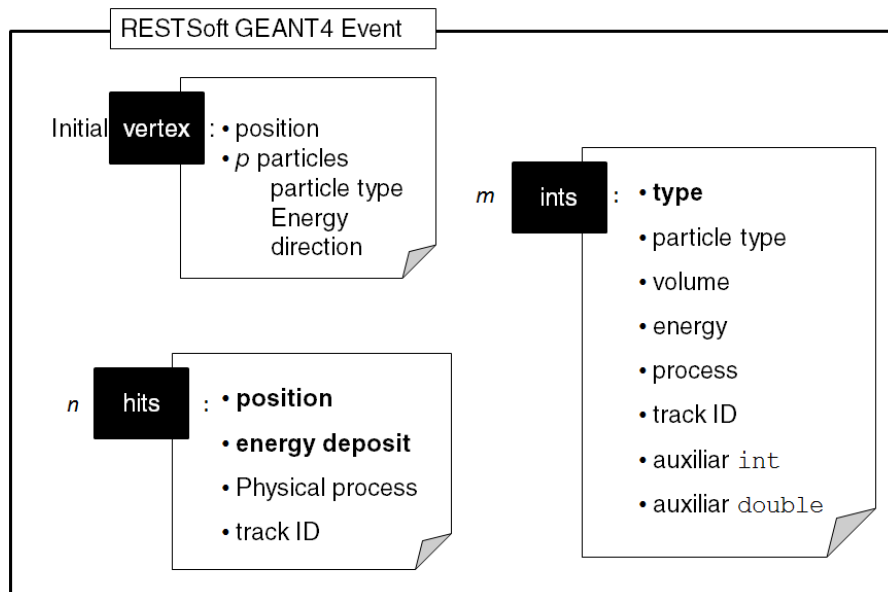 RESTSoft GEANT4 Event
Initial vertex : • position
• p particles
particle type
Energy
direction
n hits : • position
• energy deposit
• Physical process
• track ID
m ints : • type
• particle type
• volume
• energy
• process
• track ID
• auxiliar int
• auxiliar double